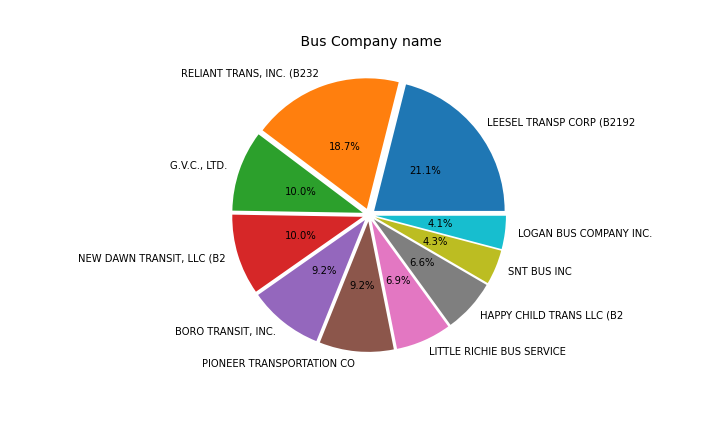 Bus Company name
RELIANT TRANS, INC. (B232
LEESEL TRANSP CORP (B2192
18.7%
21.1%
G.V.C., LTD.
10.0%
4.1%
LOGAN BUS COMPANY INC.
10.0%
4.3%
NEW DAWN TRANSIT, LLC (B2
6.6%
9.2%
SNT BUS INC
6.9%
9.2%
HAPPY CHILD TRANS LLC (B2
BORO TRANSIT, INC.
LITTLE RICHIE BUS SERVICE
PIONEER TRANSPORTATION CO